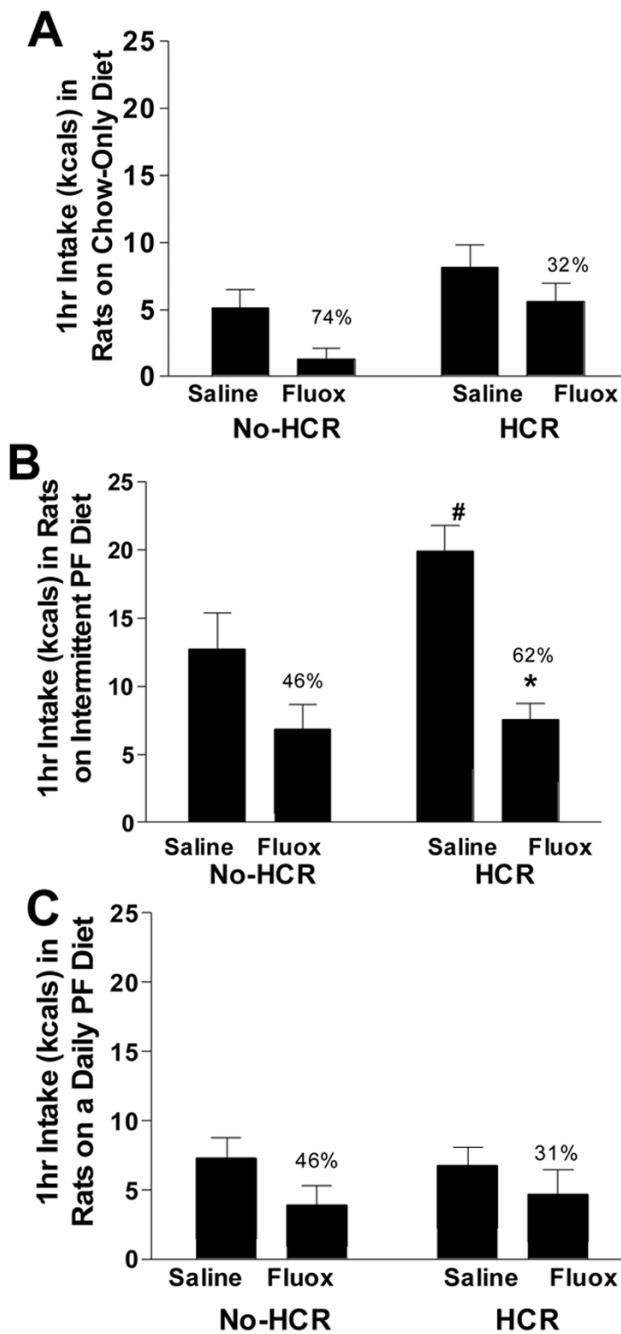 A
1hr Intake (kcals) in
Rats on Chow-Only Diet
25
20
15
10
5
0
74%
32%
Saline Fluox Saline Fluox
No-HCR HCR
B
1hr Intake (kcals) in Rats
on Intermittent PF Diet
25
20
15
10
5
0
46%
#
62%
*
Saline Fluox Saline Fluox
No-HCR HCR
C
1hr Intake (kcals) in
Rats on a Daily PF Diet
25
20
15
10
5
0
46%
31%
Saline Fluox Saline Fluox
No-HCR HCR